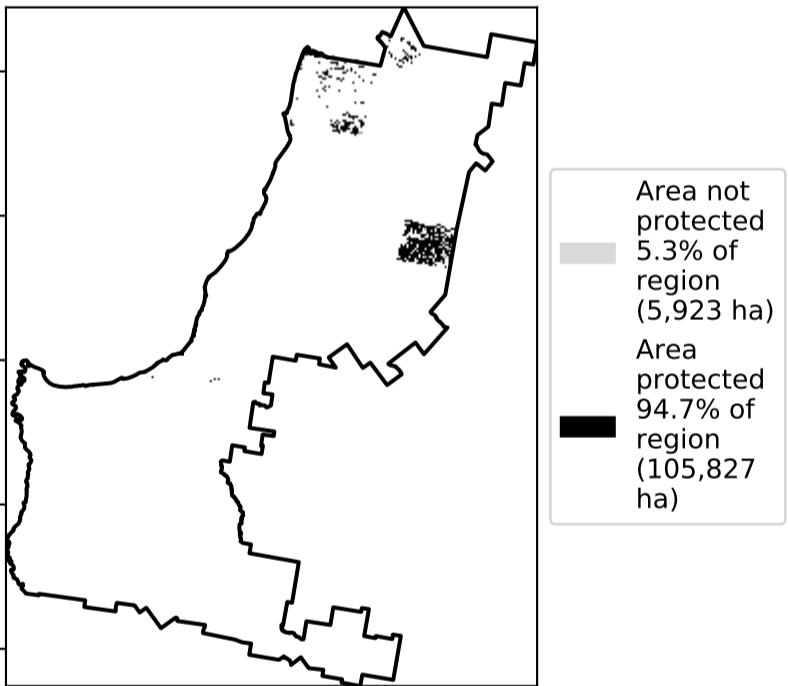 Area not
protected
5.3% of
region
(5,923 ha)
Area
protected
94.7% of
region
(105,827
ha)